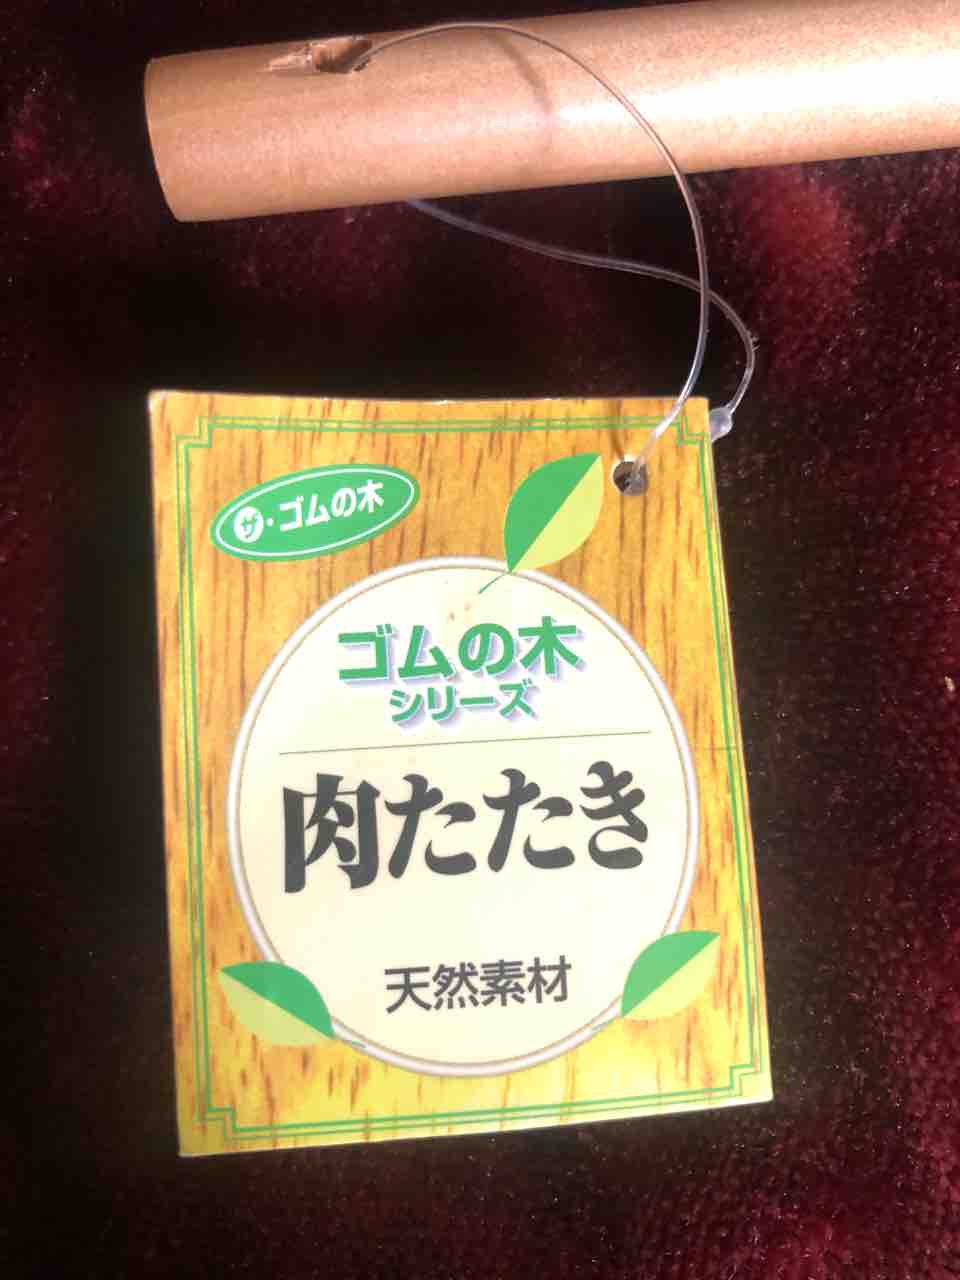 ザ・ゴムの木
ゴムの木
シリーズ
肉たたき
天然素材